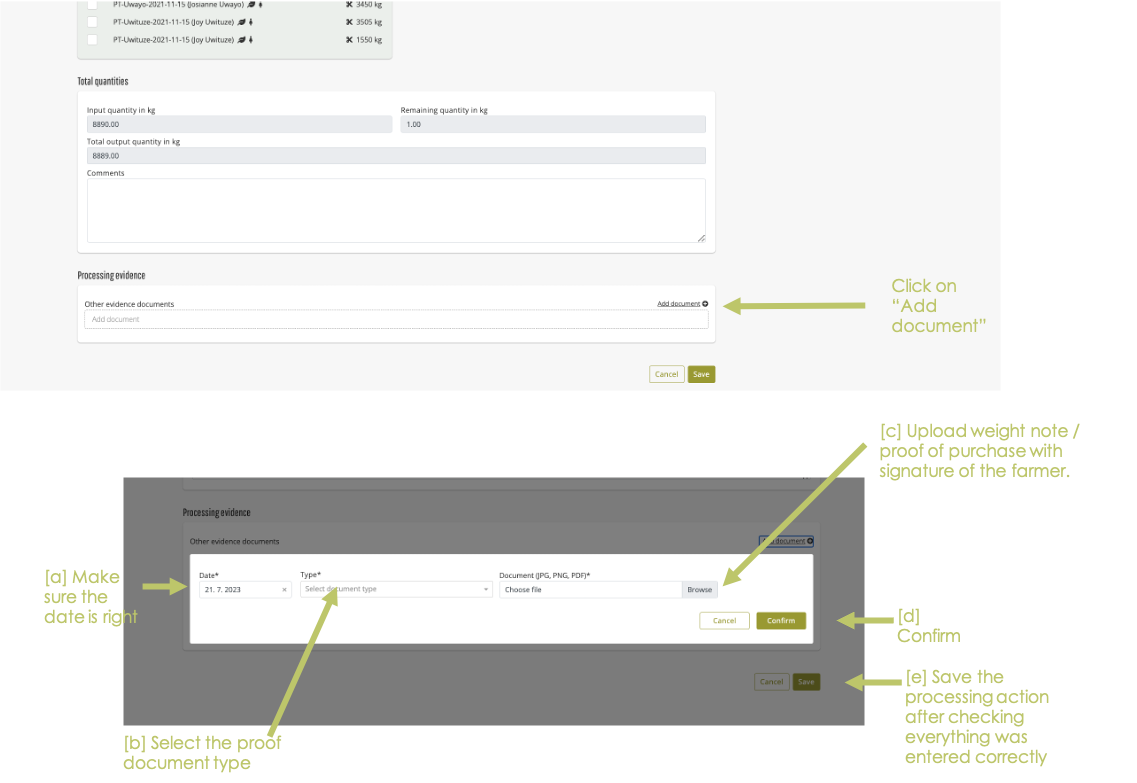 PT-Uwayo-2021-11-15 (Josianne Uwayo) 3450 kg
PT-Uwituze-2021-11-15 (Joy Uwituze) 3505 kg
PT-Uwituze-2021-11-15 (Joy Uwituze) 1550 kg
Total quantities
Input quantity in kg Remaining quantity in kg
8890.00 1.00
Total output quantity in kg
8889.00
Comments
Processing evidence
Other evidence documents Add document
Add document
Click on
“Add
document”
Cancel Save
[c] Upload weight note /
proof of purchase with
signature of the farmer.
Processing evidence
Other evidence documents Add document
[a] Make
sure the
date is right
Date* Type* Document (JPG, PNG, PDF)*
21. 7. 2023 × Select document type Choose file Browse
Cancel Confirm
[d]
Confirm
Cancel Save
[e] Save the
processing action
after checking
everything was
entered correctly
[b] Select the proof
document type